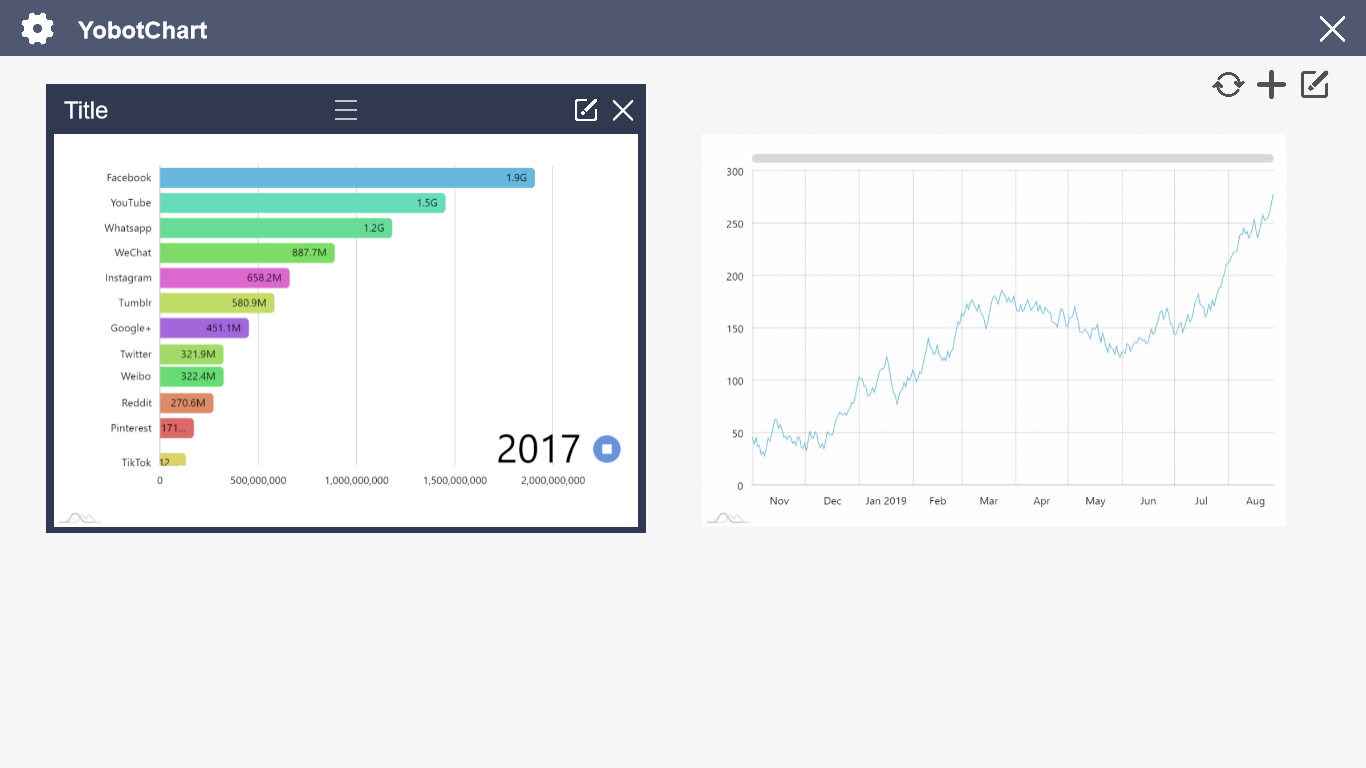 YobotChart
Title
Facebook 1.9G
YouTube 1.5G
Whatsapp 1.2G
WeChat 887.7M
Instagram 658.2M
Tumblr 580.9M
Google+ 451.1M
Twitter 321.9M
Weibo 322.4M
Reddit 270.6M
Pinterest 171...
TikTok 12...
2017
0 500,000,000 1,000,000,000 1,500,000,000 2,000,000,000
300
250
200
150
100
50
0
Nov Dec Jan 2019 Feb Mar Apr May Jun Jul Aug